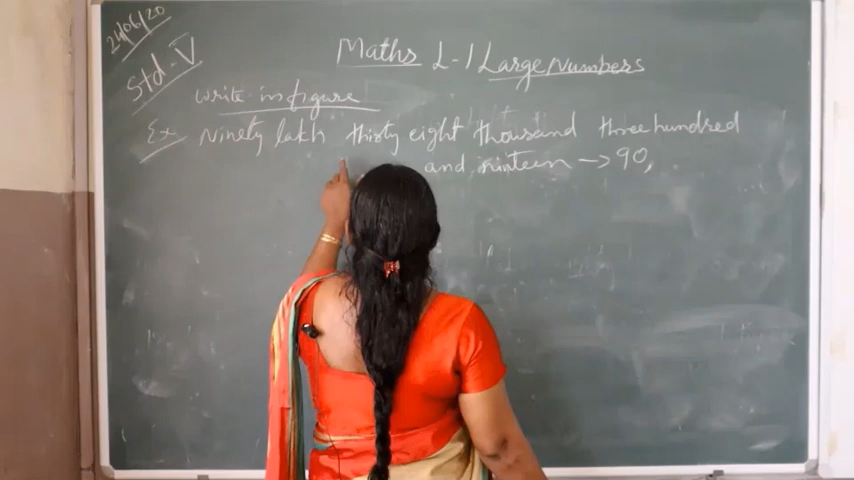 24/06/20
Std-V
Maths L-1 Large Numbers
write in figure
Ex Ninety lakh thirty eight thousand three hundred
and ninteen → 90,